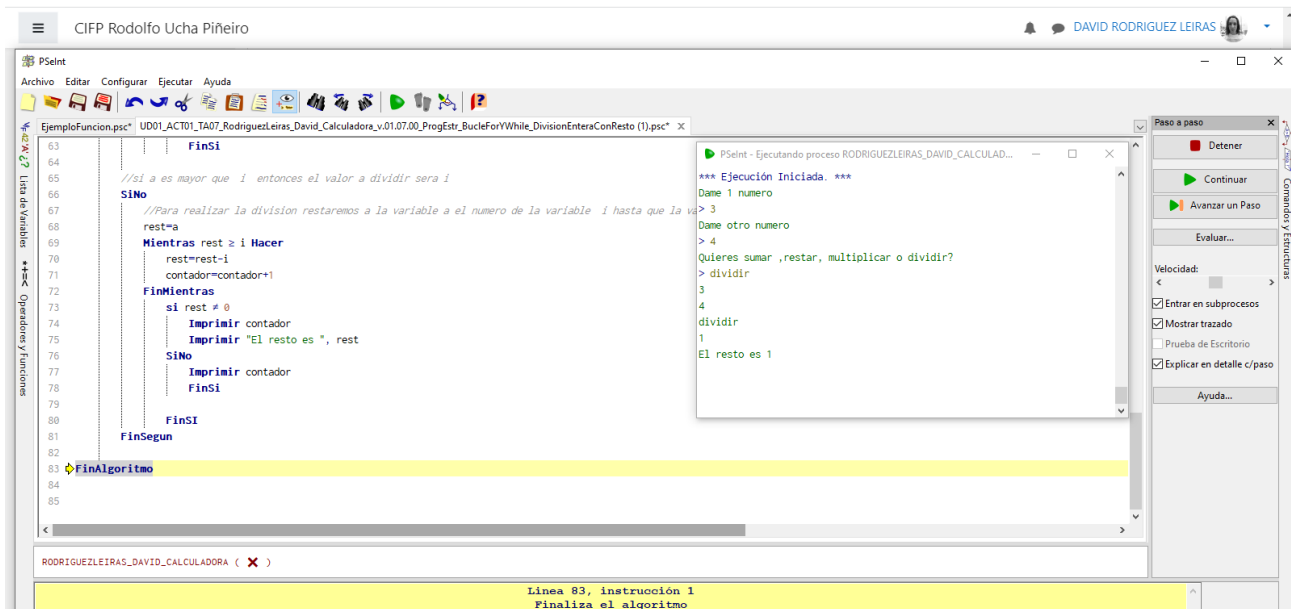 CIFP Rodolfo Ucha Piñeiro
DAVID RODRIGUEZ LEIRAS
PSeInt
Archivo Editar Configurar Ejecutar Ayuda
EjemploFuncion.psc* UD01_ACT01_TA07_RodriguezLeiras_David_Calculadora_v.01.07.00_ProgEstr_BucleForYWhile_DivisionEnteraConResto (1).psc* X
Lista de Variables
Operadores y Funciones
63 FinSi
64
65 //si a es mayor que i entonces el valor a dividir sera i
66 SiNo
67 //Para realizar la division restaremos a la variable a el numero de la variable i hasta que la va
68 rest=a
69 Mientras rest ≥ i Hacer
70 rest=rest-i
71 contador=contador+1
72 FinMientras
73 si rest ≠ 0
74 Imprimir contador
75 Imprimir "El resto es ", rest
76 SiNo
77 Imprimir contador
78 FinSi
79
80 FinSI
81 FinSegun
82
83 FinAlgoritmo
84
85
PSeInt - Ejecutando proceso RODRIGUEZLEIRAS_DAVID_CALCULAD...
*** Ejecución Iniciada. ***
Dame 1 numero
> 3
Dame otro numero
> 4
Quieres sumar ,restar, multiplicar o dividir?
> dividir
3
4
dividir
1
El resto es 1
Paso a paso
Detener
Continuar
Avanzar un Paso
Evaluar...
Velocidad:
Entrar en subprocesos
Mostrar trazado
Prueba de Escritorio
Explicar en detalle c/paso
Ayuda...
Comandos y Estructuras
RODRIGUEZLEIRAS_DAVID_CALCULADORA ( ❌ )
Linea 83, instrucción 1
Finaliza el algoritmo